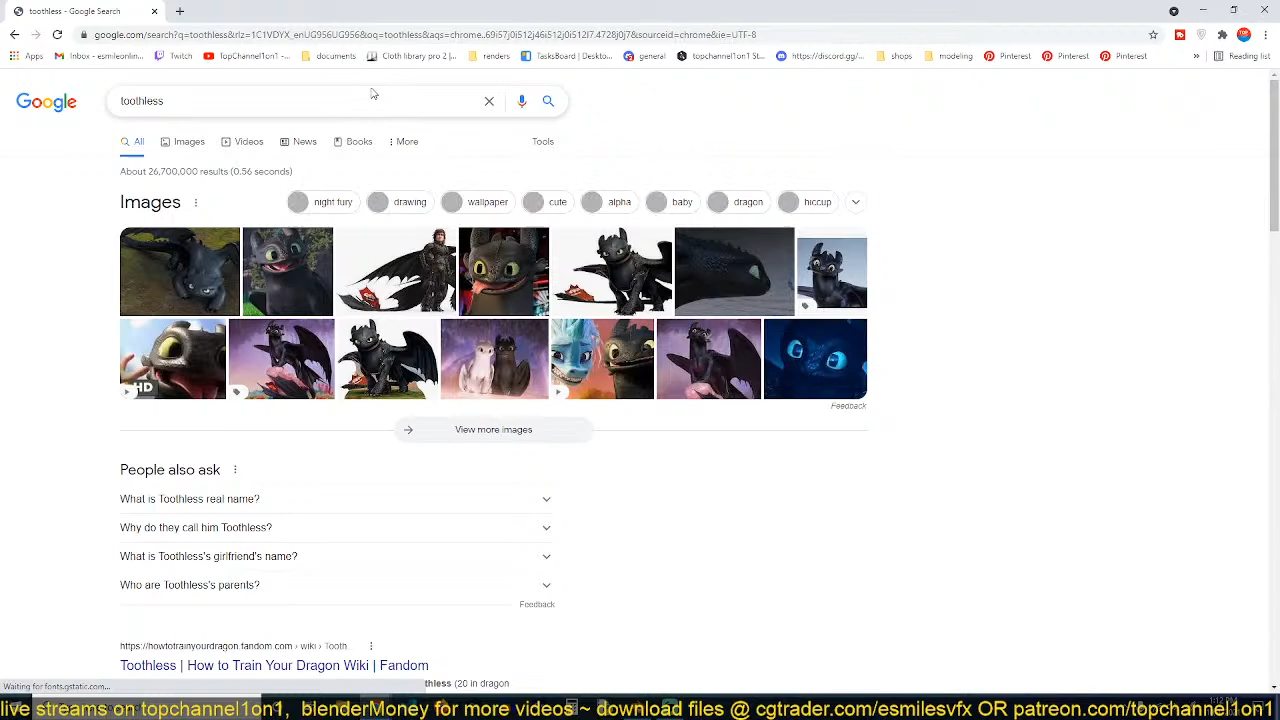 toothless - Google Search
google.com/search?q=toothless&rlz=1C1VDYX_enUG956UG956&oq=toothless&aqs=chrome.0.69i57j0i512j46i512j0i512l7.4728j0j7&sourceid=chrome&ie=UTF-8
Apps Inbox - esmileonlin... Twitch TopChannel1on1 -... documents Cloth library pro 2 |... renders TasksBoard | Deskto... general topchannel1on1 St... https://discord.gg/... shops modeling Pinterest Pinterest Pinterest » Reading list
Google toothless
All Images Videos News Books More Tools
About 26,700,000 results (0.56 seconds)
Images night fury drawing wallpaper cute alpha baby dragon hiccup
HD
Feedback
View more images
People also ask
What is Toothless real name?
Why do they call him Toothless?
What is Toothless's girlfriend's name?
Who are Toothless's parents?
Feedback
https://howtotrainyourdragon.fandom.com › wiki › Tooth
Toothless | How to Train Your Dragon Wiki | Fandom
thless (20 in dragon
Waiting for fonts.gstatic.com...
1:12 PM
live streams on topchannel1on1, blenderMoney for more videos ~ download files @ cgtrader.com/esmilesvfx OR patreon.com/topchannel1on1